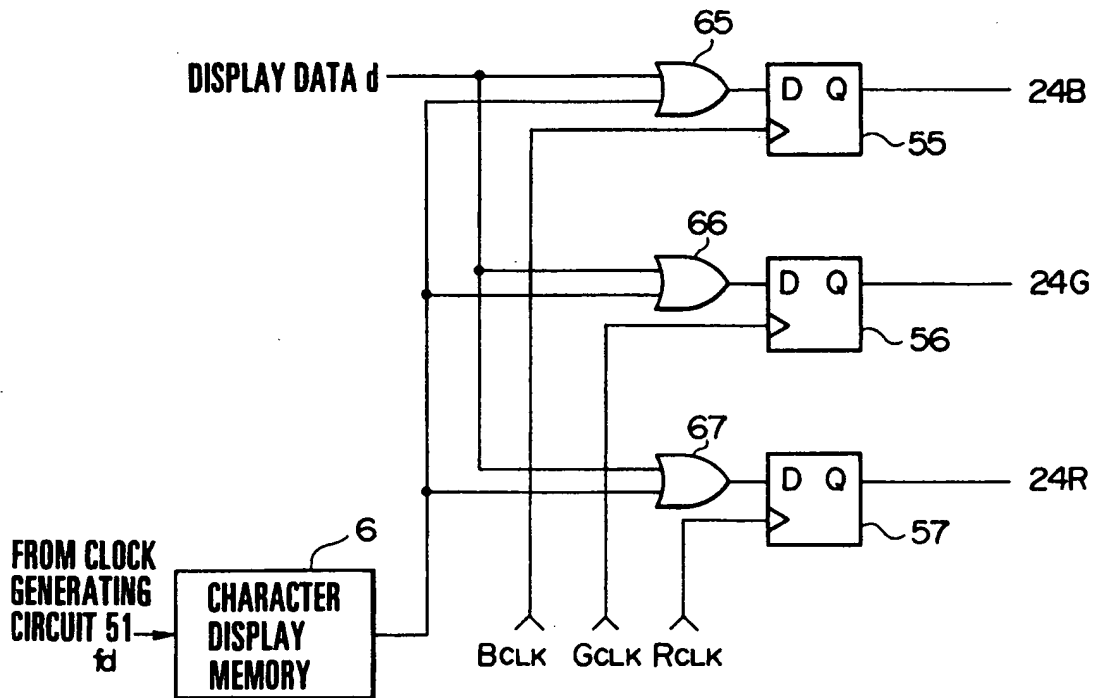 65
DISPLAY DATA d
D Q
24B
55
66
D Q
24G
56
67
D Q
24R
57
6
FROM CLOCK
GENERATING
CIRCUIT 51
fd
CHARACTER
DISPLAY
MEMORY
BCLK GCLK RCLK